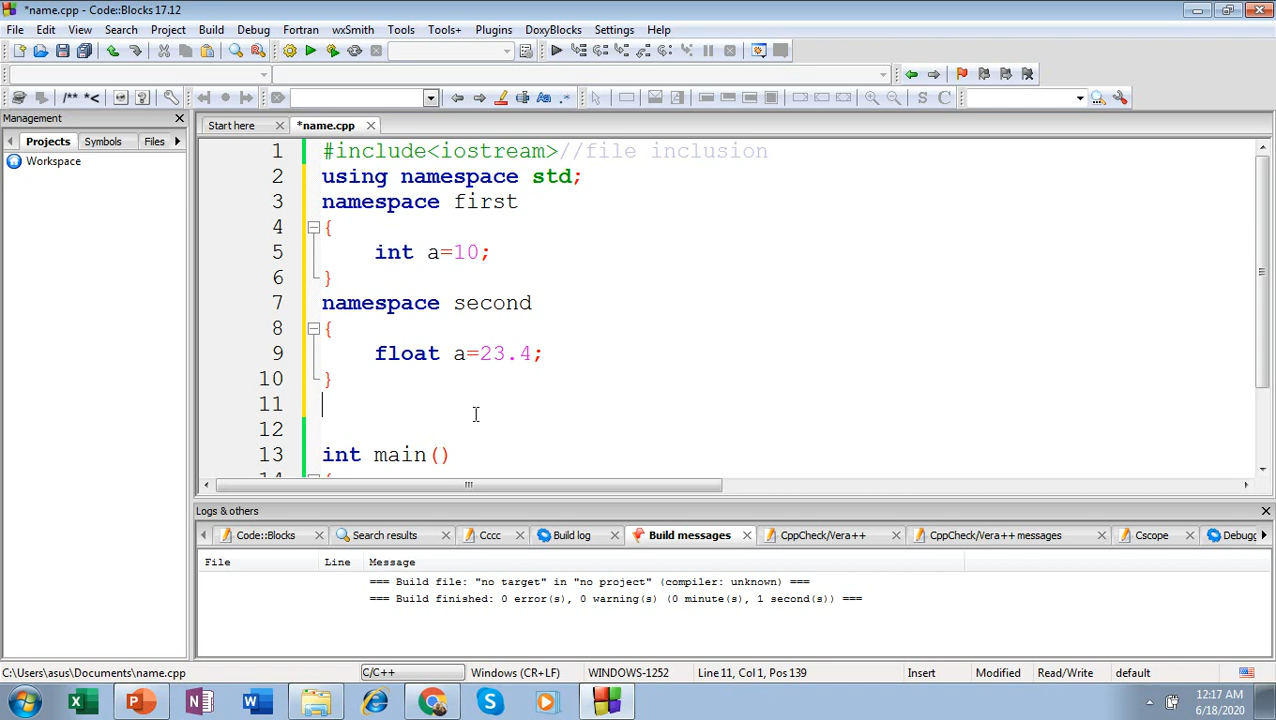 *name.cpp - Code::Blocks 17.12
File Edit View Search Project Build Debug Fortran wxSmith Tools Tools+ Plugins DoxyBlocks Settings Help
/** *<
S C
Management
Start here *name.cpp
Projects Symbols Files
Workspace
1 #include<iostream>//file inclusion
2 using namespace std;
3 namespace first
4 {
5 int a=10;
6 }
7 namespace second
8 {
9 float a=23.4;
10 }
11
12
13 int main()
Logs & others
Code::Blocks Search results Cccc Build log Build messages CppCheck/Vera++ CppCheck/Vera++ messages Cscope Debugg
File Line Message
=== Build file: "no target" in "no project" (compiler: unknown) ===
=== Build finished: 0 error(s), 0 warning(s) (0 minute(s), 1 second(s)) ===
C:\Users\asus\Documents\name.cpp C/C++ Windows (CR+LF) WINDOWS-1252 Line 11, Col 1, Pos 139 Insert Modified Read/Write default
12:17 AM
6/18/2020